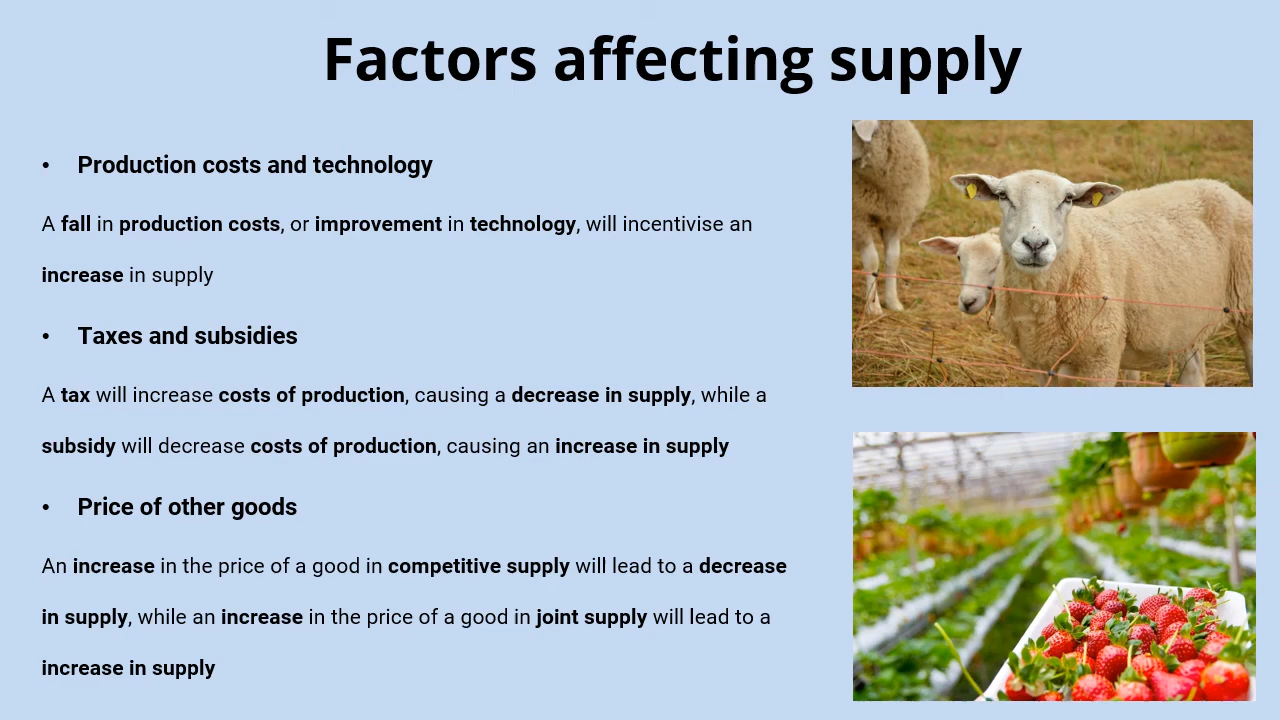 Factors affecting supply
• Production costs and technology
A fall in production costs, or improvement in technology, will incentivise an
increase in supply
• Taxes and subsidies
A tax will increase costs of production, causing a decrease in supply, while a
subsidy will decrease costs of production, causing an increase in supply
• Price of other goods
An increase in the price of a good in competitive supply will lead to a decrease
in supply, while an increase in the price of a good in joint supply will lead to a
increase in supply